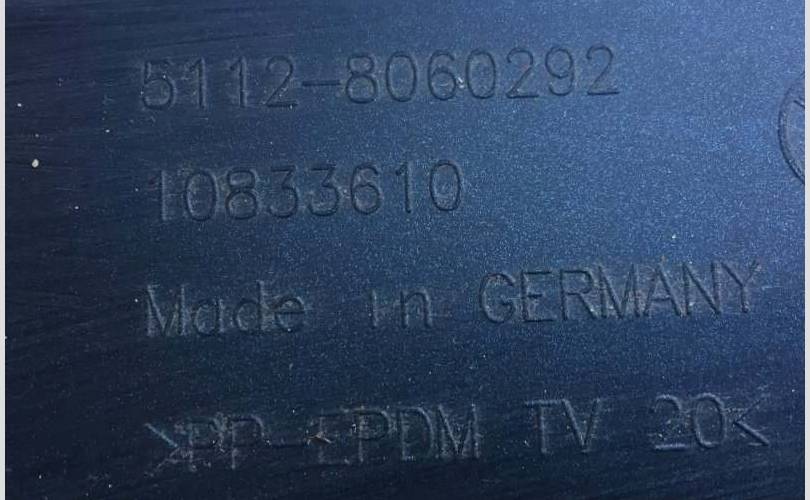 5112-8060292
10833610
Made in GERMANY
>PP-EPDM TV 20<